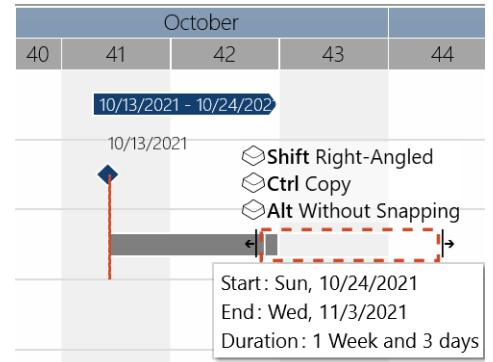 October
40 41 42 43 44
10/13/2021 - 10/24/202
10/13/2021
Shift Right-Angled
Ctrl Copy
Alt Without Snapping
Start: Sun, 10/24/2021
End: Wed, 11/3/2021
Duration: 1 Week and 3 days